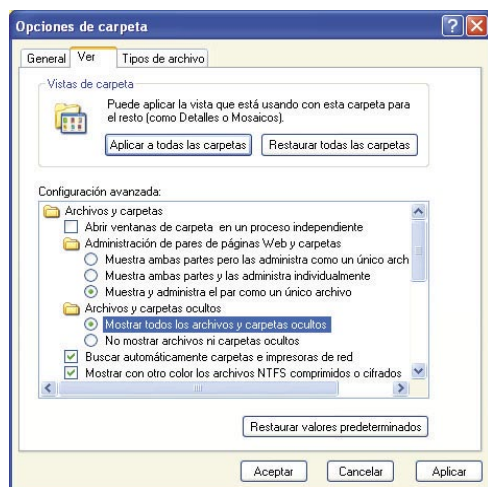 Opciones de carpeta
General Ver Tipos de archivo
Vistas de carpeta
Puede aplicar la vista que está usando con esta carpeta para
el resto (como Detalles o Mosaicos).
Aplicar a todas las carpetas Restaurar todas las carpetas
Configuración avanzada:
Archivos y carpetas
Abrir ventanas de carpeta en un proceso independiente
Administración de pares de páginas Web y carpetas
Muestra ambas partes pero las administra como un único arch
Muestra ambas partes y las administra individualmente
Muestra y administra el par como un único archivo
Archivos y carpetas ocultos
Mostrar todos los archivos y carpetas ocultos
No mostrar archivos ni carpetas ocultos
Buscar automáticamente carpetas e impresoras de red
Mostrar con otro color los archivos NTFS comprimidos o cifrados
Restaurar valores predeterminados
Aceptar Cancelar Aplicar